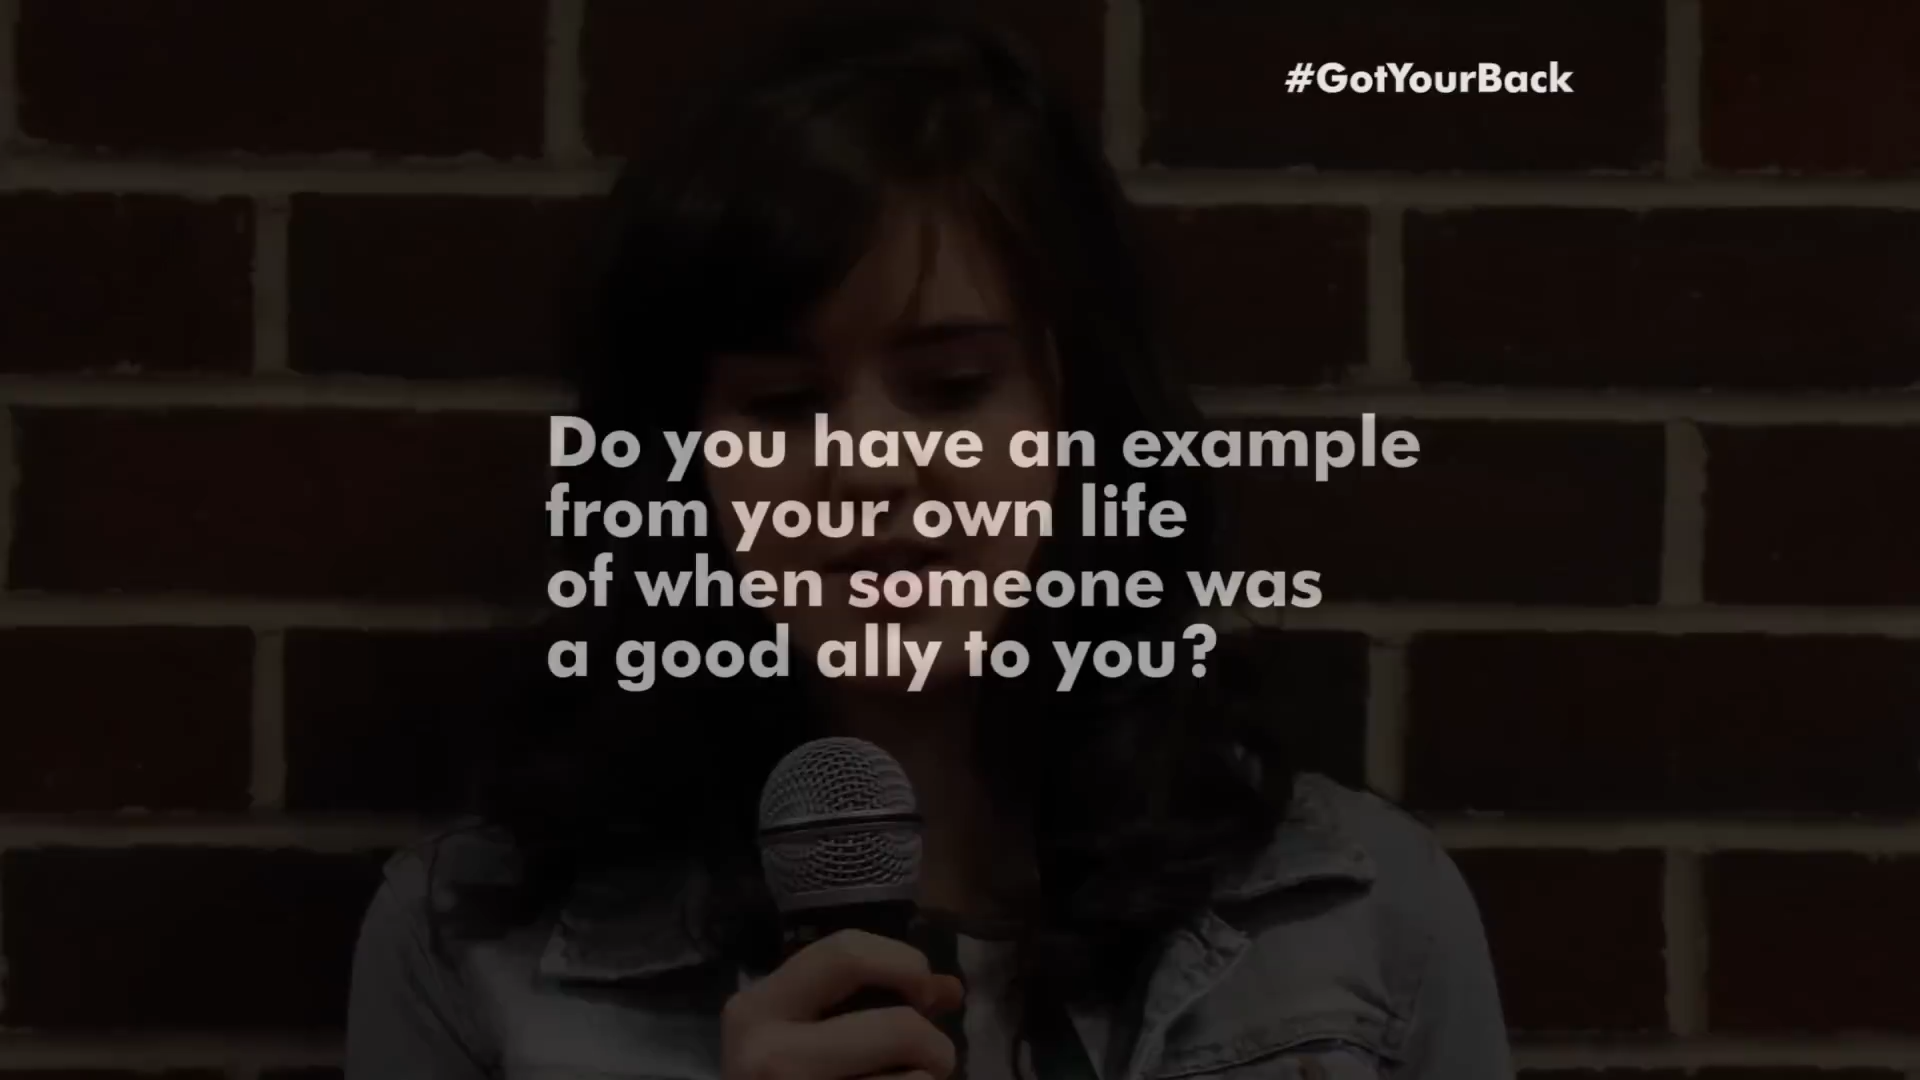 #GotYourBack
Do you have an example
from your own life
of when someone was
a good ally to you?